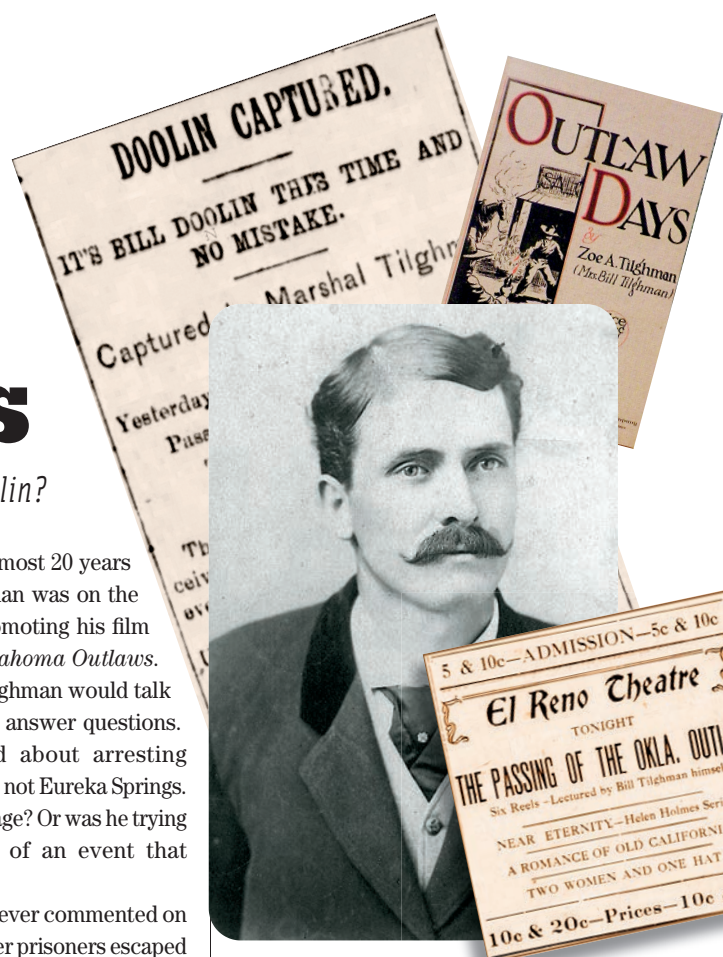 DOOLIN CAPTURED.
IT'S BILL DOOLIN THIS TIME AND
NO MISTAKE.
Captured Marshal
Yesterday
OUTLAW
DAYS
by
Zoe A. Tilghman
(Mrs. Bill Tilghman)
s
lin?
most 20 years
an was on the
moting his film
ahoma Outlaws.
ghman would talk
answer questions.
d about arresting
not Eureka Springs.
age? Or was he trying
of an event that
ever commented on
er prisoners escaped
5 & 10c—ADMISSION—5c & 10c
El Reno Theatre
TONIGHT
THE PASSING OF THE OKLA. OUTL
Six Reels—Lectured by Bill Tilghman himse
NEAR ETERNITY—Helen Holmes Seri
A ROMANCE OF OLD CALIFORNI
TWO WOMEN AND ONE HAT
10c & 20c—Prices—10c